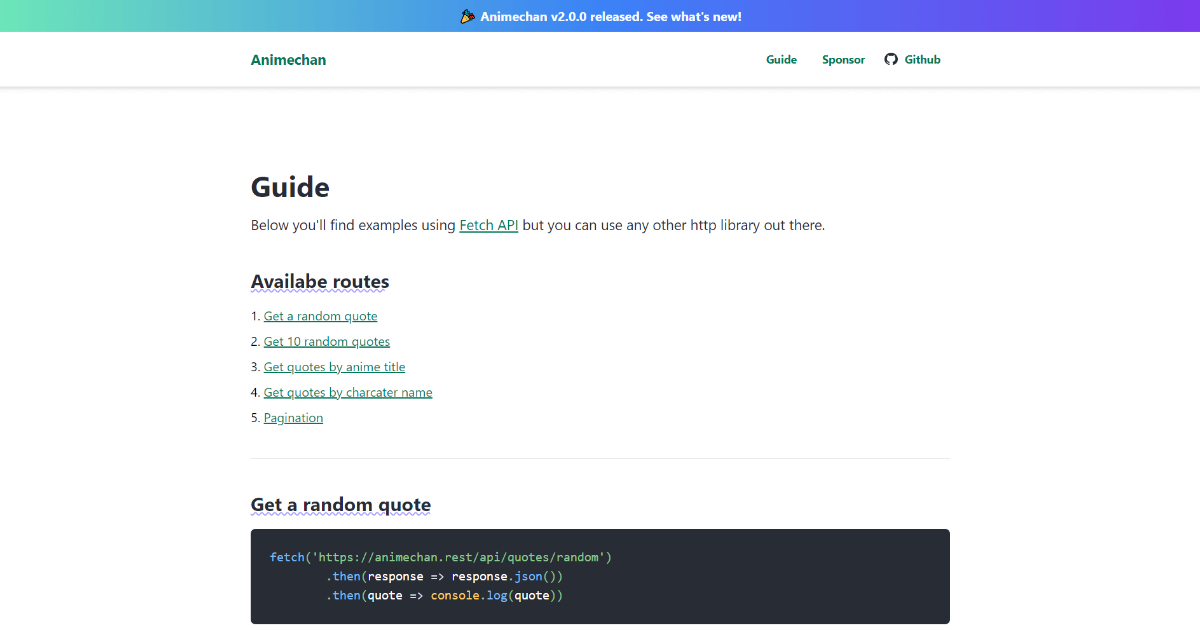 🎉 Animechan v2.0.0 released. See what's new!
Animechan
Guide Sponsor Github
Guide
Below you'll find examples using Fetch API but you can use any other http library out there.
Availabe routes
1. Get a random quote
2. Get 10 random quotes
3. Get quotes by anime title
4. Get quotes by charcater name
5. Pagination
Get a random quote
fetch('https://animechan.rest/api/quotes/random')
.then(response => response.json())
.then(quote => console.log(quote))